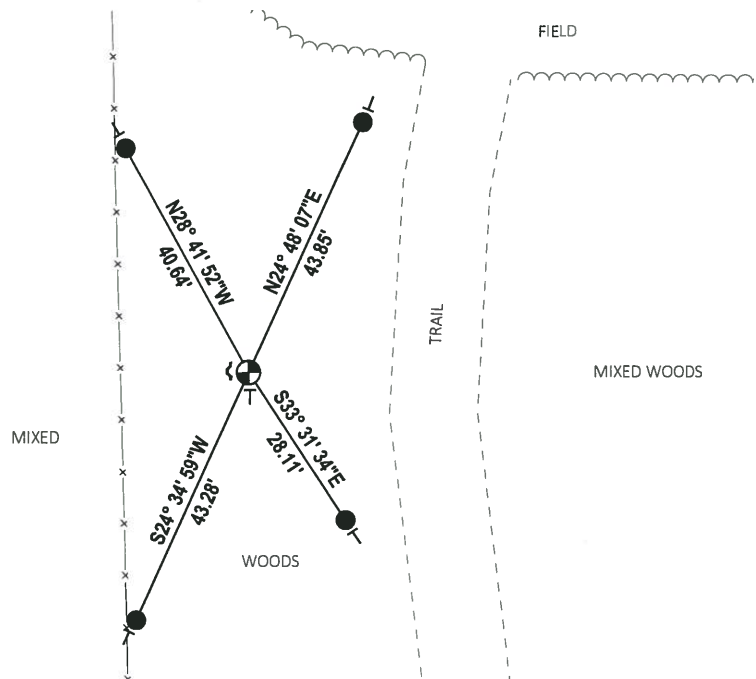 FIELD
N28° 41' 52"W
40.64'
N24° 48' 07"E
43.85'
TRAIL
MIXED WOODS
S33° 31' 34"E
28.11'
MIXED
S24° 34' 59"W
43.28'
WOODS